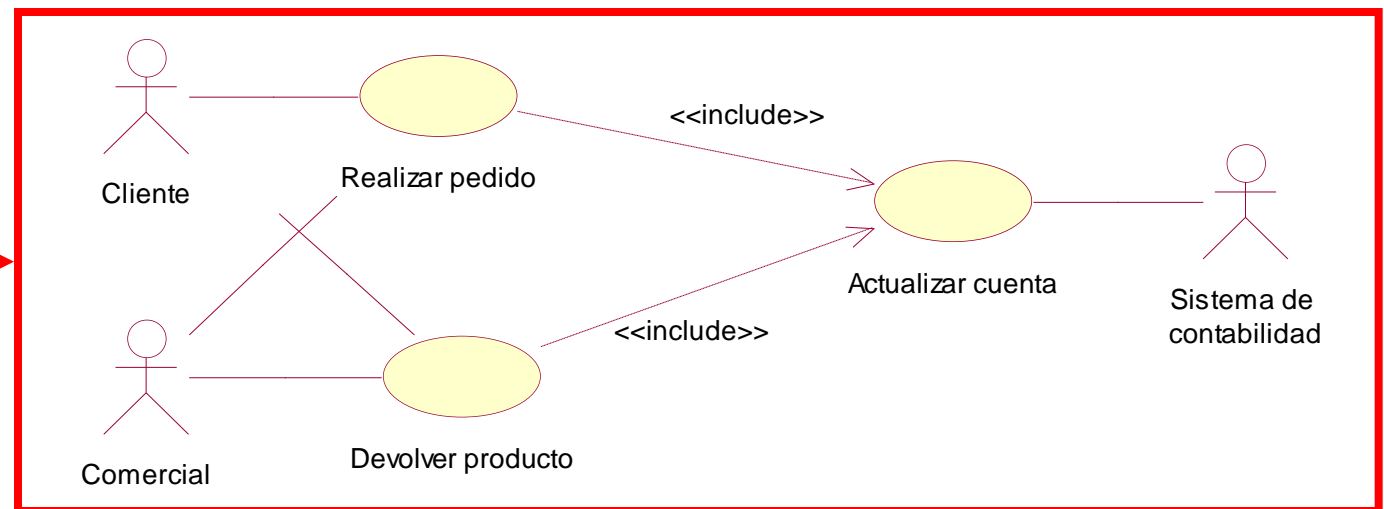 <<include>>
Cliente
Realizar pedido
Actualizar cuenta
Sistema de
contabilidad
<<include>>
Comercial
Devolver producto